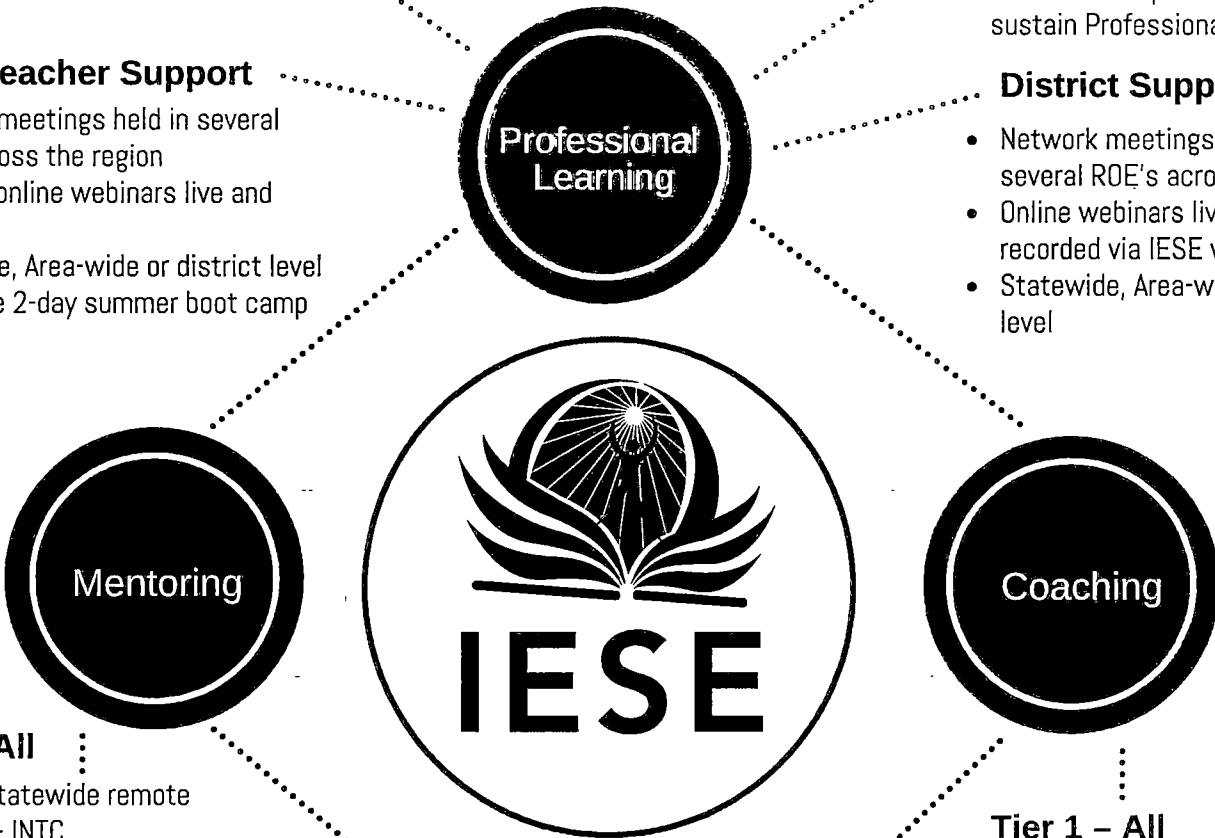 sustain Professiona
eacher Support
meetings held in several
oss the region
online webinars live and
e, Area-wide or district level
e 2-day summer boot camp
Professional
Learning
District Supp
• Network meetings
several ROE's acro
• Online webinars liv
recorded via IESE v
• Statewide, Area-w
level
Mentoring
IESE
Coaching
All
tatewide remote
- INTC
Tier 1 – All